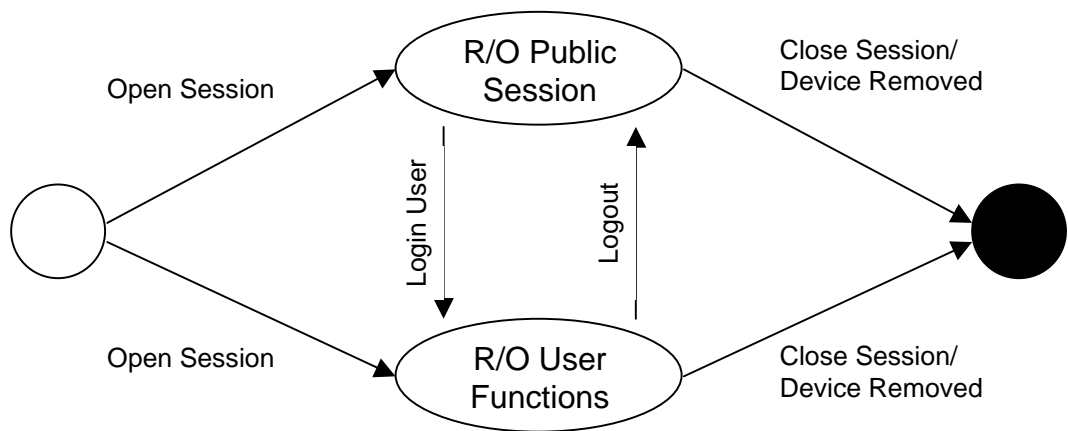 R/O Public
Session
Close Session/
Device Removed
Open Session
Login User
Logout
Open Session
R/O User
Functions
Close Session/
Device Removed